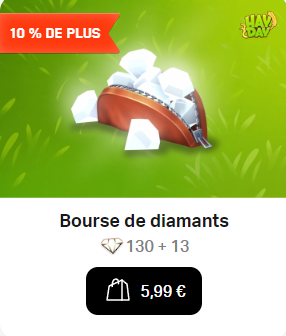 10 % DE PLUS
HAY
DAY
Bourse de diamants
130 + 13
5,99 €